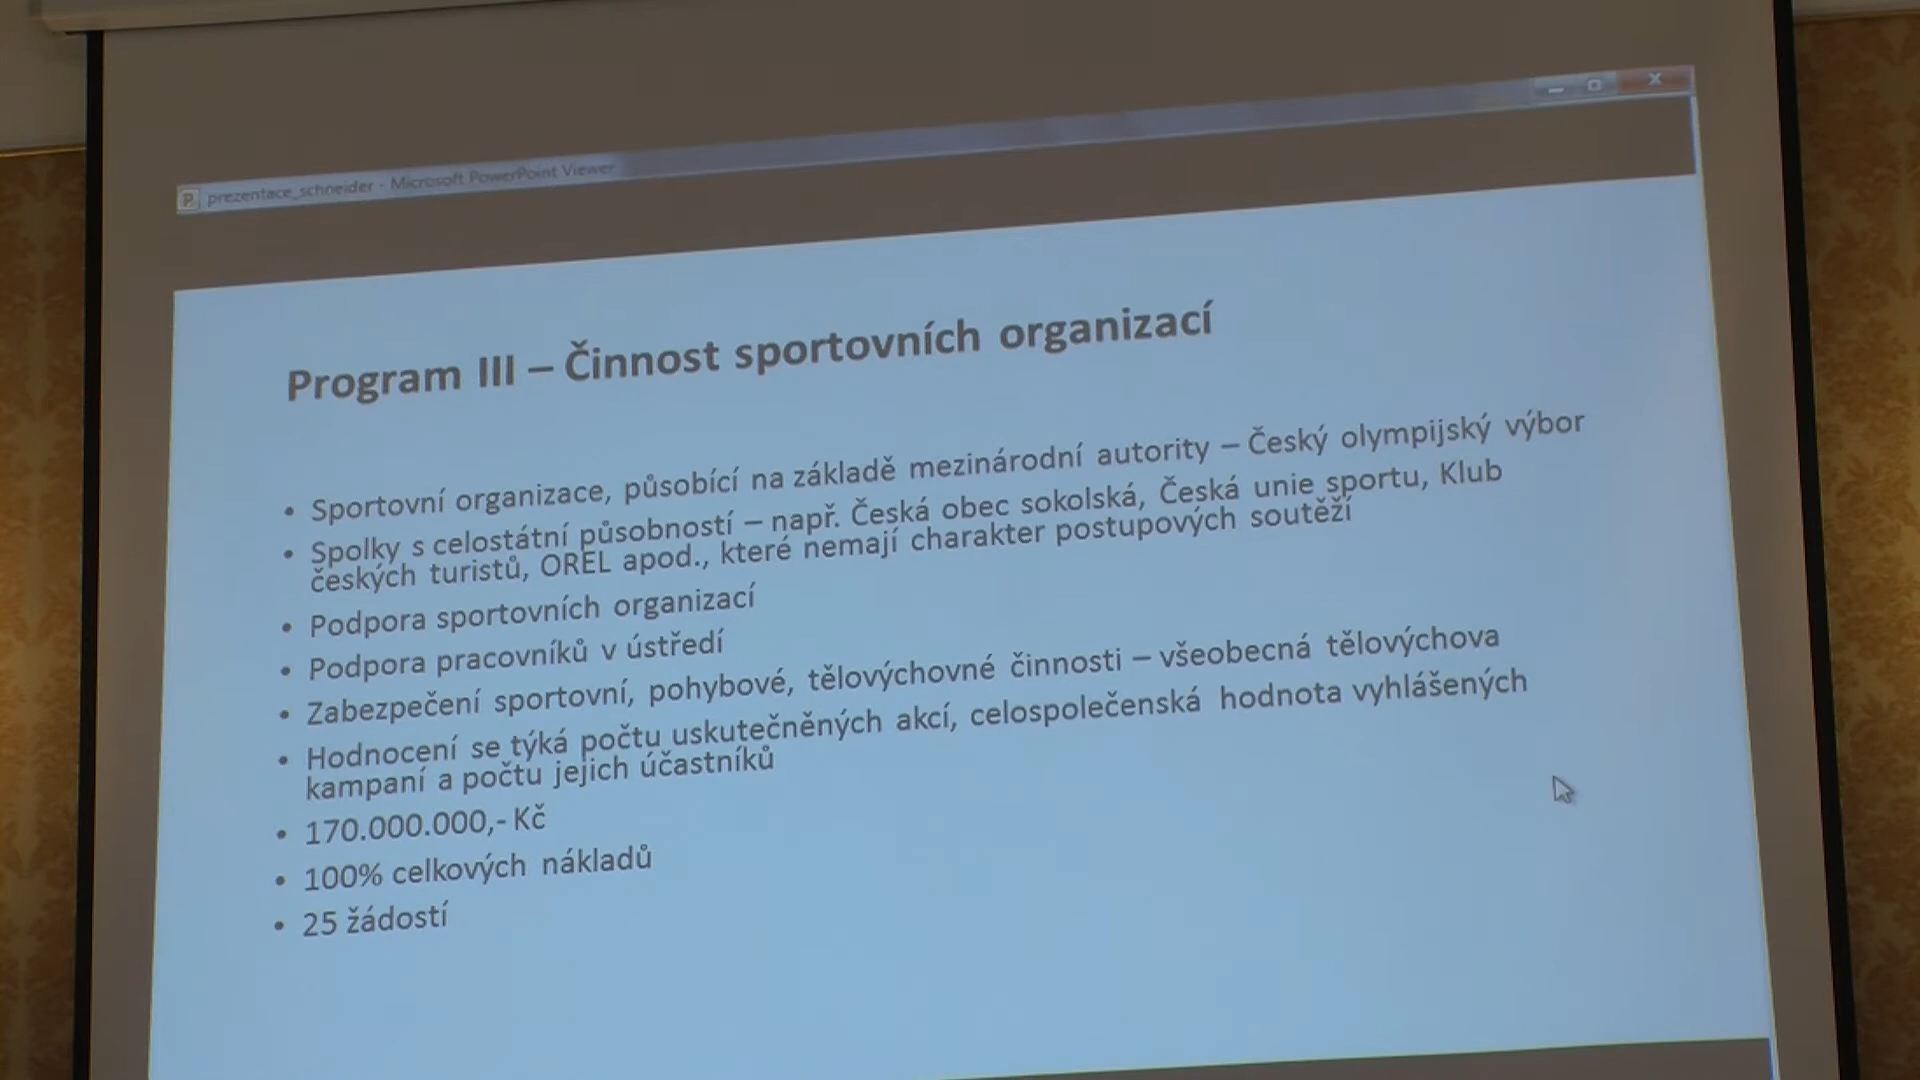 prezentace_schneider - Microsoft PowerPoint Viewer
Program III – Činnost sportovních organizací
• Sportovní organizace, působící na základě mezinárodní autority – Český olympijský výbor
• Spolky s celostátní působností – např. Česká obec sokolská, Česká unie sportu, Klub
českých turistů, OREL apod., které nemají charakter postupových soutěží
• Podpora sportovních organizací
• Podpora pracovníků v ústředí
• Zabezpečení sportovní, pohybové, tělovýchovné činnosti – všeobecná tělovýchova
• Hodnocení se týká počtu uskutečněných akcí, celospolečenská hodnota vyhlášených
kampaní a počtu jejich účastníků
• 170.000.000,- Kč
• 100% celkových nákladů
• 25 žádostí